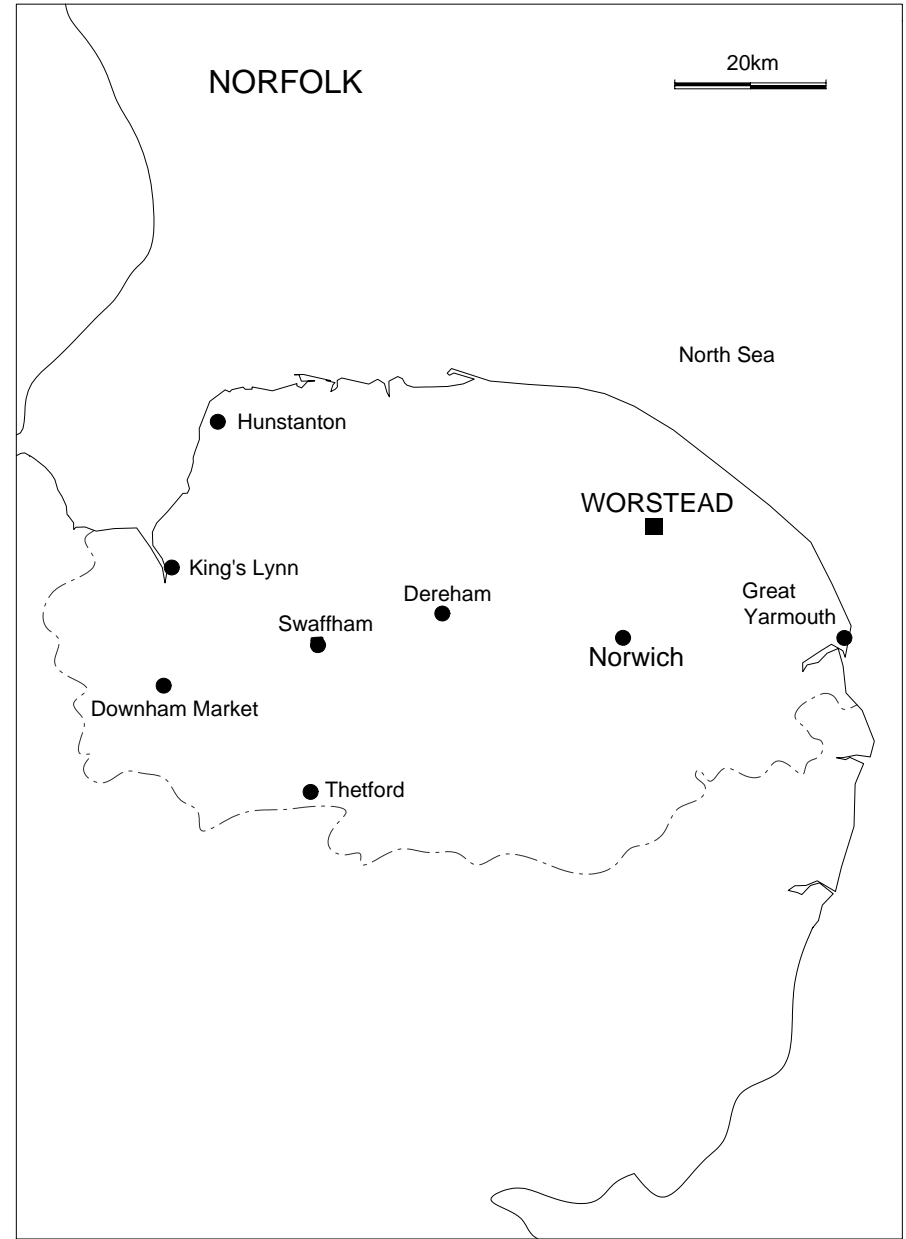 NORFOLK
20km
North Sea
Hunstanton
WORSTEAD
King's Lynn
Dereham
Great
Yarmouth
Swaffham
Norwich
Downham Market
Thetford